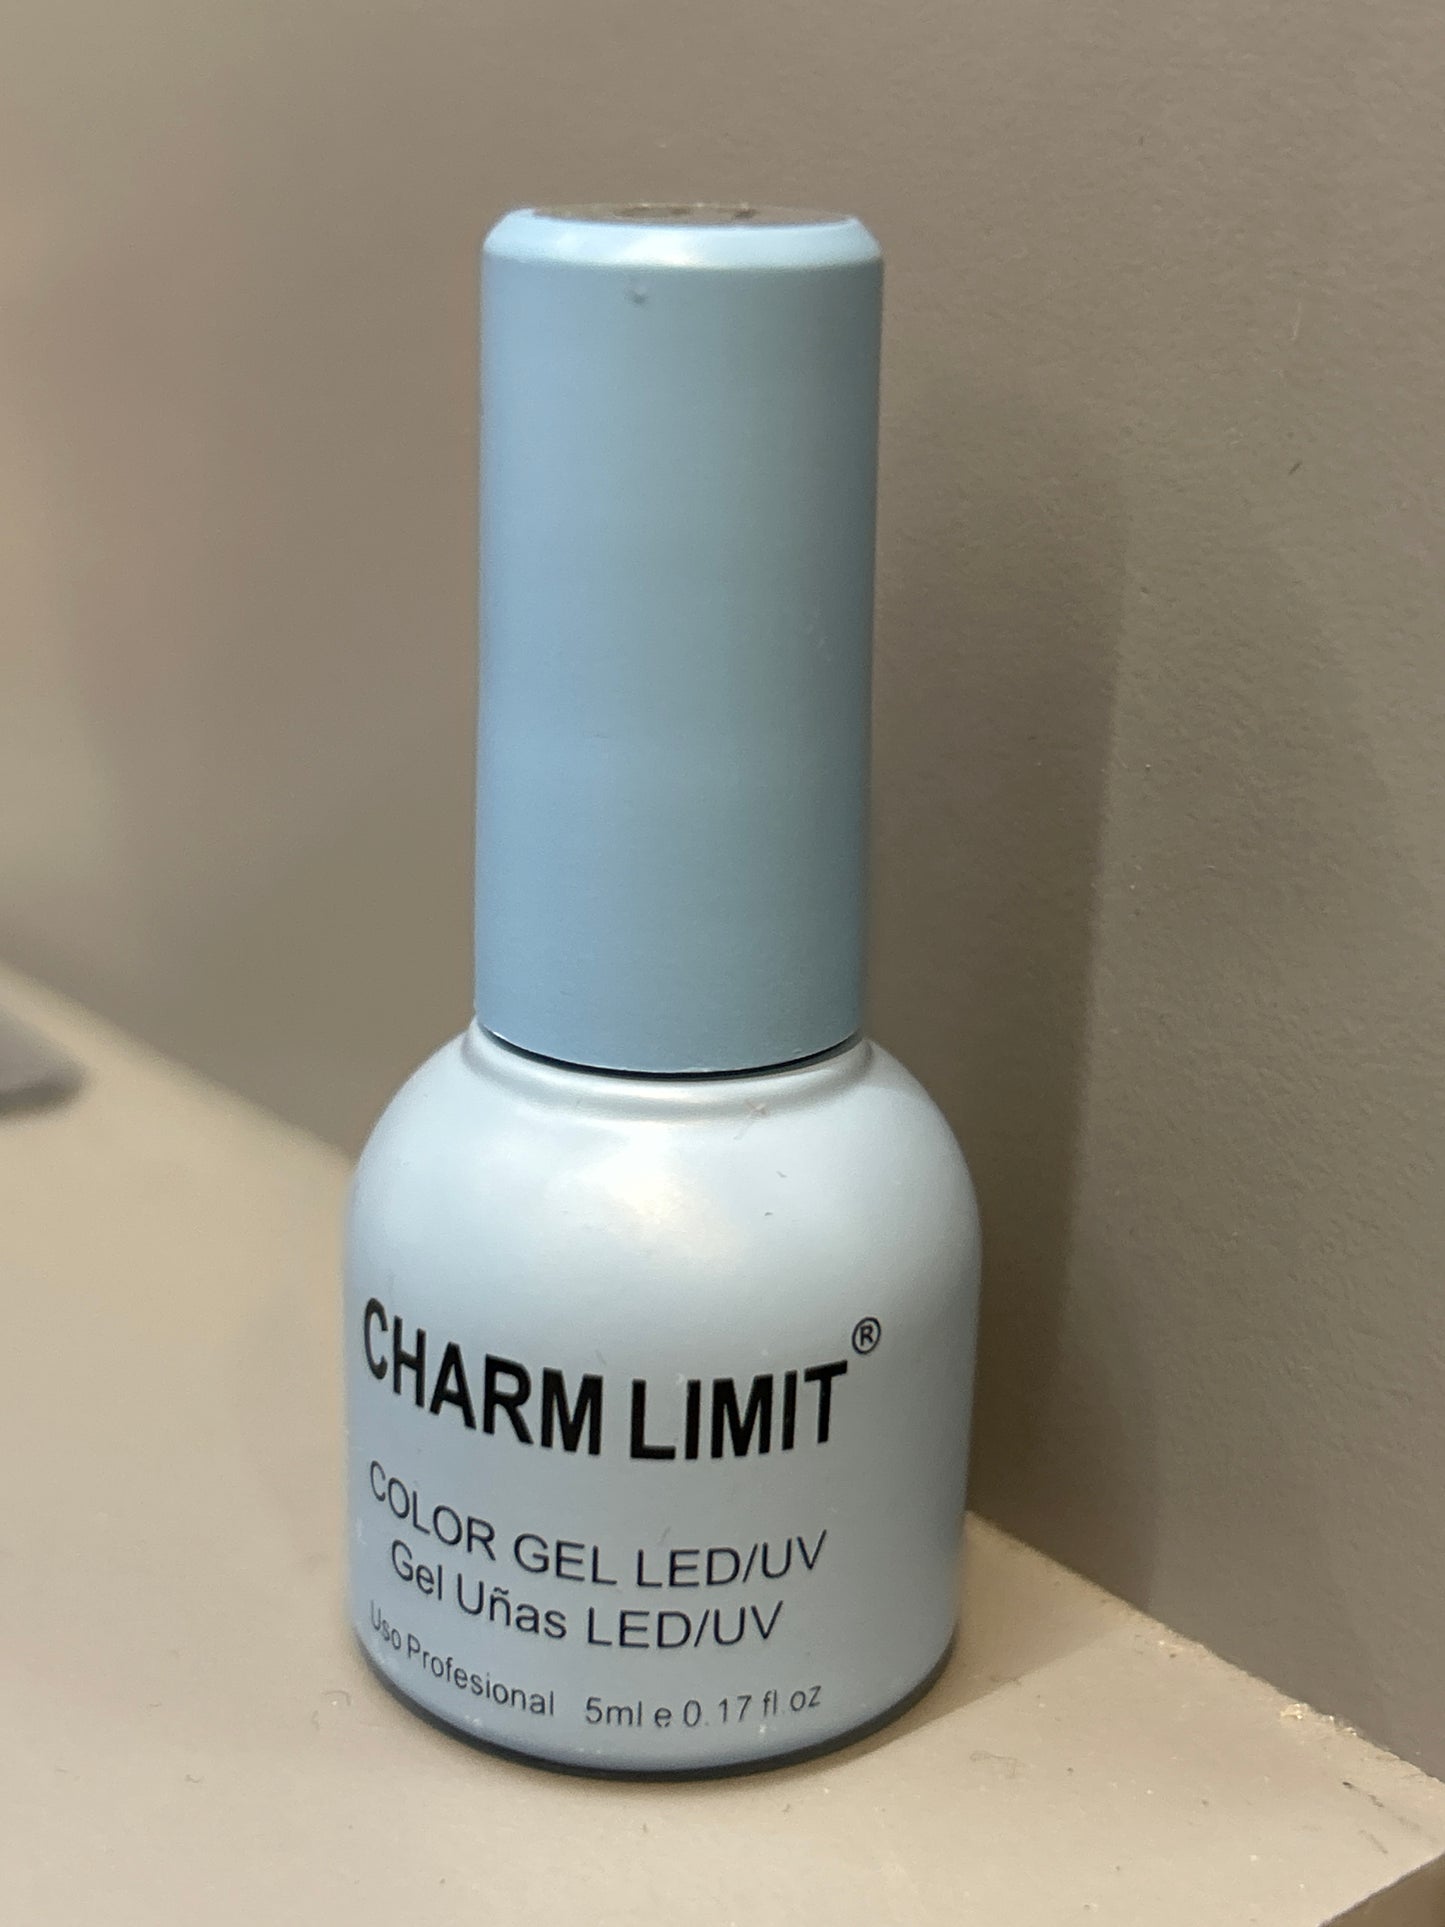 CHARM LIMIT®
COLOR GEL LED/UV
Gel Uñas LED/UV
Uso Profesional 5ml e 0.17 fl.oz